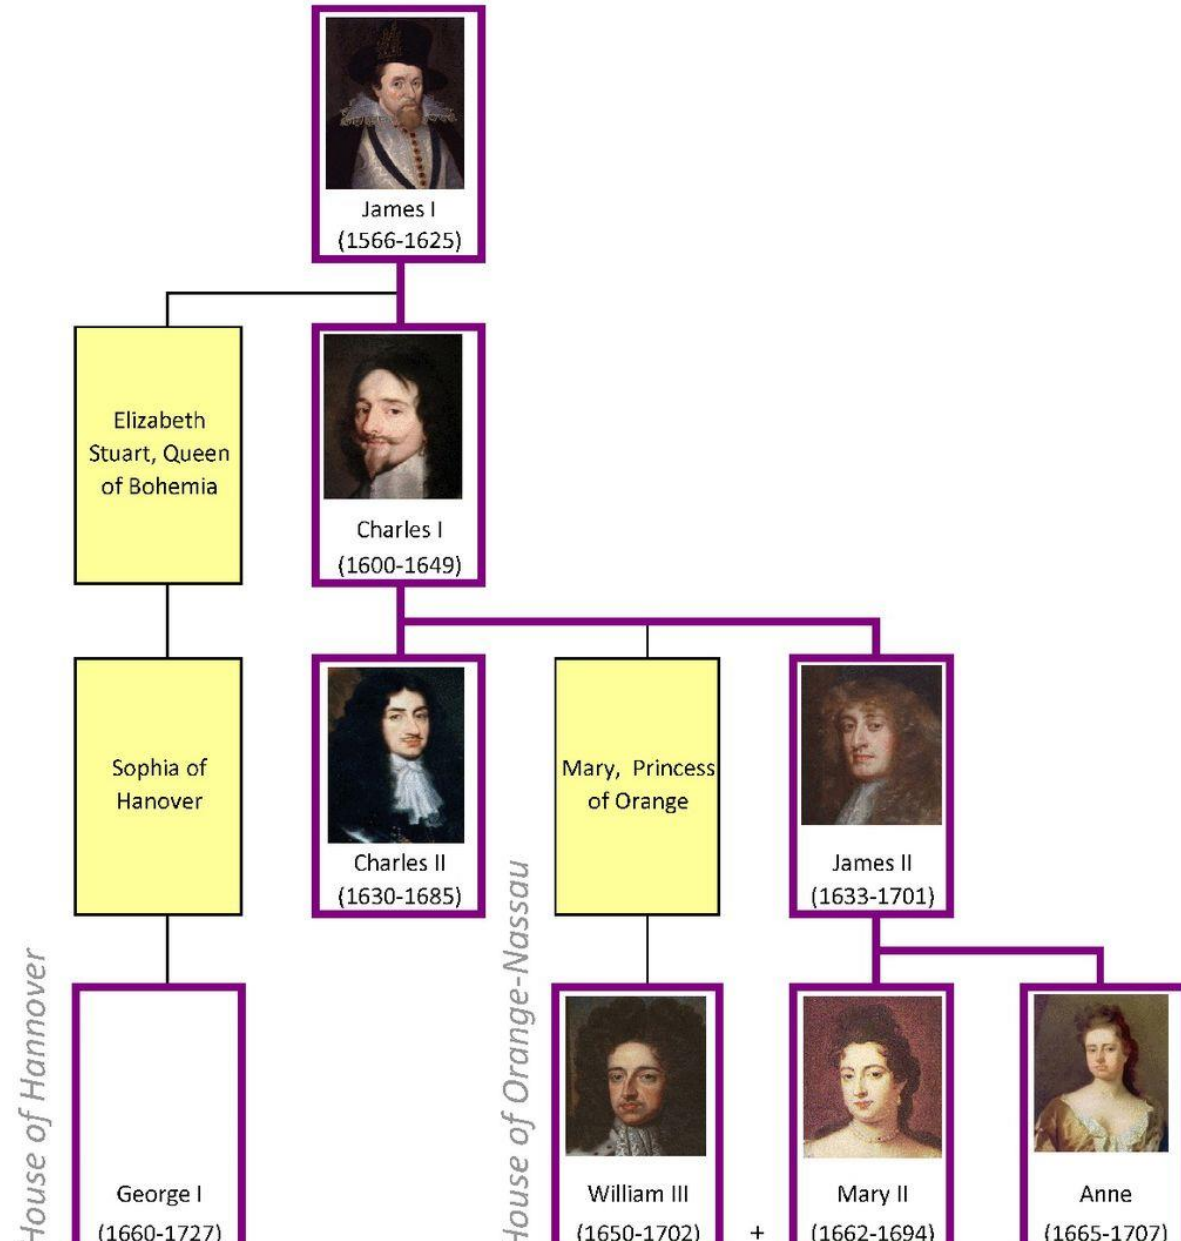 James I
(1566-1625)
Elizabeth
Stuart, Queen
of Bohemia
Charles I
(1600-1649)
Sophia of
Hanover
Charles II
(1630-1685)
Mary, Princess
of Orange
James II
(1633-1701)
House of Hannover
George I
(1660-1727)
House of Orange-Nassau
William III
(1650-1702)
+
Mary II
(1662-1694)
Anne
(1665-1707)